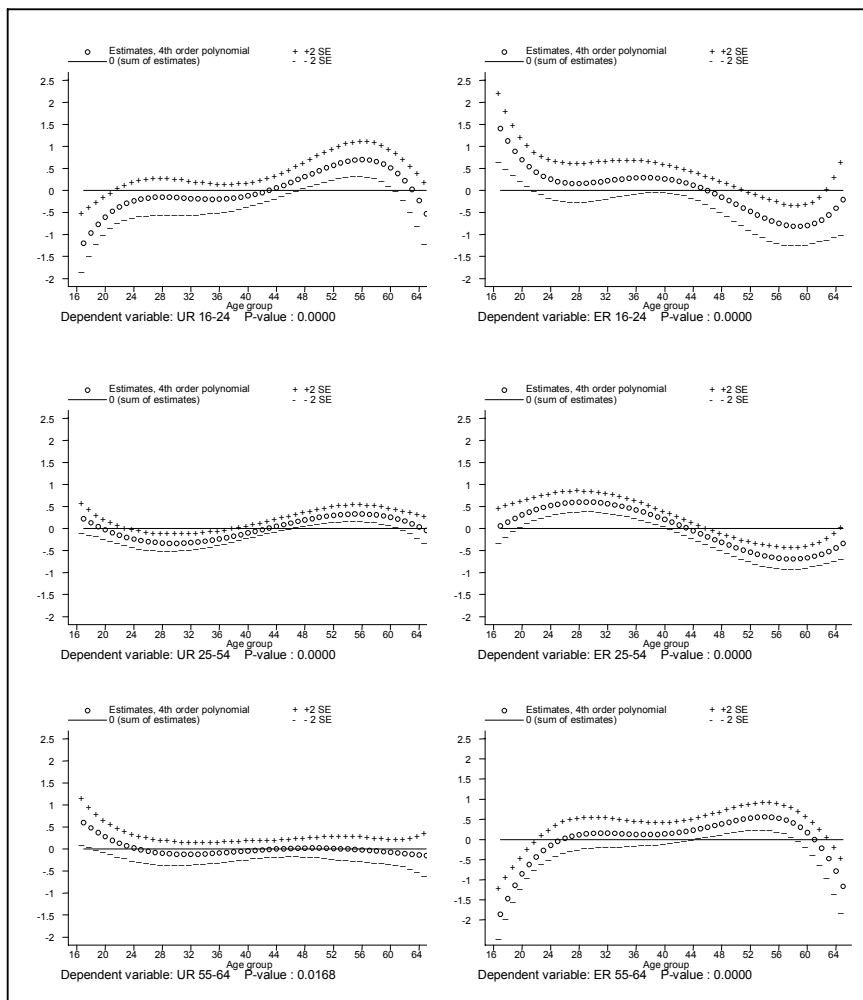 Estimates, 4th order polynomial + +2 SE
0 (sum of estimates) – - 2 SE
2.5
2
1.5
1
.5
0
-0.5
-1
-1.5
-2
16 20 24 28 32 36 40 44 48 52 56 60 64
Age group
Dependent variable: UR 16-24 P-value : 0.0000
Estimates, 4th order polynomial + +2 SE
0 (sum of estimates) – - 2 SE
2.5
2
1.5
1
.5
0
-0.5
-1
-1.5
-2
16 20 24 28 32 36 40 44 48 52 56 60 64
Age group
Dependent variable: ER 16-24 P-value : 0.0000
Estimates, 4th order polynomial + +2 SE
0 (sum of estimates) – - 2 SE
2.5
2
1.5
1
.5
0
-0.5
-1
-1.5
-2
16 20 24 28 32 36 40 44 48 52 56 60 64
Age group
Dependent variable: UR 25-54 P-value : 0.0000
Estimates, 4th order polynomial + +2 SE
0 (sum of estimates) – - 2 SE
2.5
2
1.5
1
.5
0
-0.5
-1
-1.5
-2
16 20 24 28 32 36 40 44 48 52 56 60 64
Age group
Dependent variable: ER 25-54 P-value : 0.0000
Estimates, 4th order polynomial + +2 SE
0 (sum of estimates) – - 2 SE
2.5
2
1.5
1
.5
0
-0.5
-1
-1.5
-2
16 20 24 28 32 36 40 44 48 52 56 60 64
Age group
Dependent variable: UR 55-64 P-value : 0.0168
Estimates, 4th order polynomial + +2 SE
0 (sum of estimates) – - 2 SE
2.5
2
1.5
1
.5
0
-0.5
-1
-1.5
-2
16 20 24 28 32 36 40 44 48 52 56 60 64
Age group
Dependent variable: ER 55-64 P-value : 0.0000